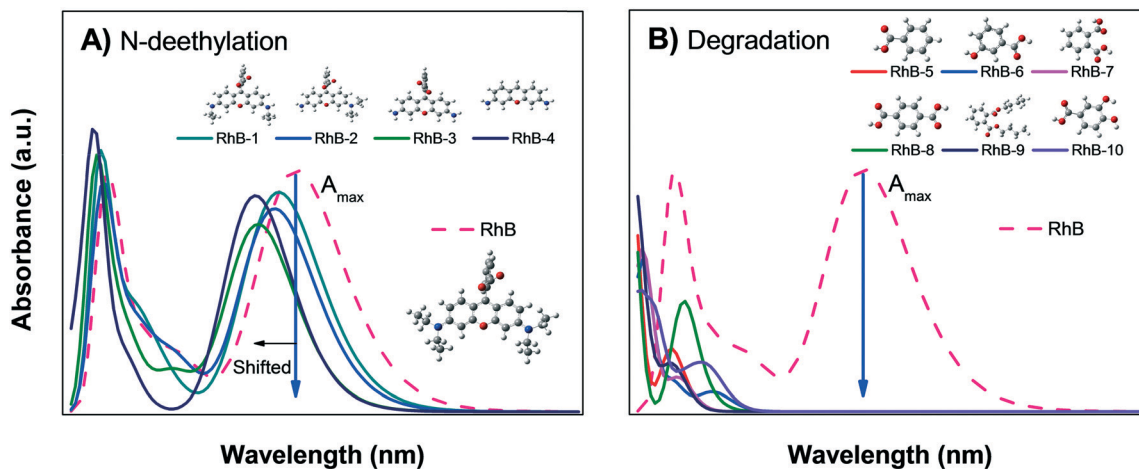 A) N-deethylation
RhB-1 RhB-2 RhB-3 RhB-4
A max
RhB
Shifted
Absorbance (a.u.)
Wavelength (nm)
B) Degradation
RhB-5 RhB-6 RhB-7
RhB-8 RhB-9 RhB-10
A max
RhB
Wavelength (nm)